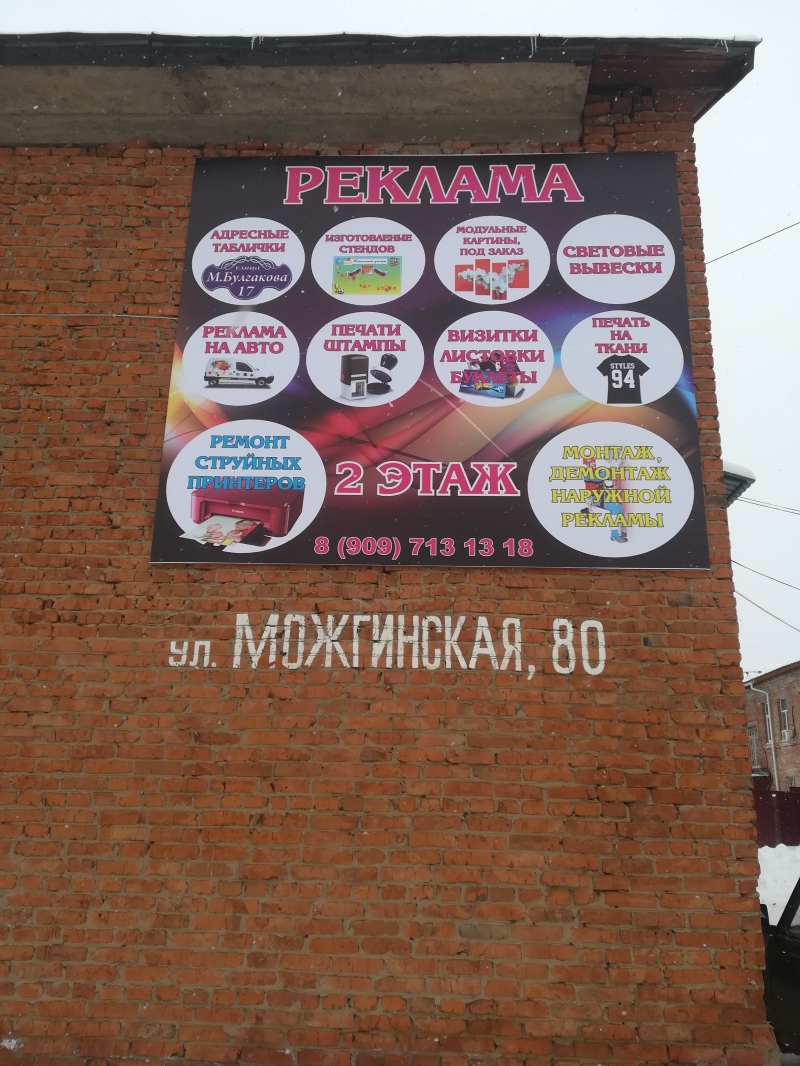 РЕКЛАМА
АДРЕСНЫЕ
ТАБЛИЧКИ
улица
М.Булгакова
17
ИЗГОТОВЛЕНИЕ
СТЕНДОВ
МОДУЛЬНЫЕ
КАРТИНЫ,
ПОД ЗАКАЗ
СВЕТОВЫЕ
ВЫВЕСКИ
РЕКЛАМА
НА АВТО
ПЕЧАТИ
ШТАМПЫ
ВИЗИТКИ
ЛИСТОВКИ
БУКЛЕТЫ
ПЕЧАТЬ
НА
ТКАНИ
STYLES
94
РЕМОНТ
СТРУЙНЫХ
ПРИНТЕРОВ
2 ЭТАЖ
МОНТАЖ,
ДЕМОНТАЖ
НАРУЖНОЙ
РЕКЛАМЫ
8 (909) 713 13 18
ул. МОЖГИНСКАЯ, 80